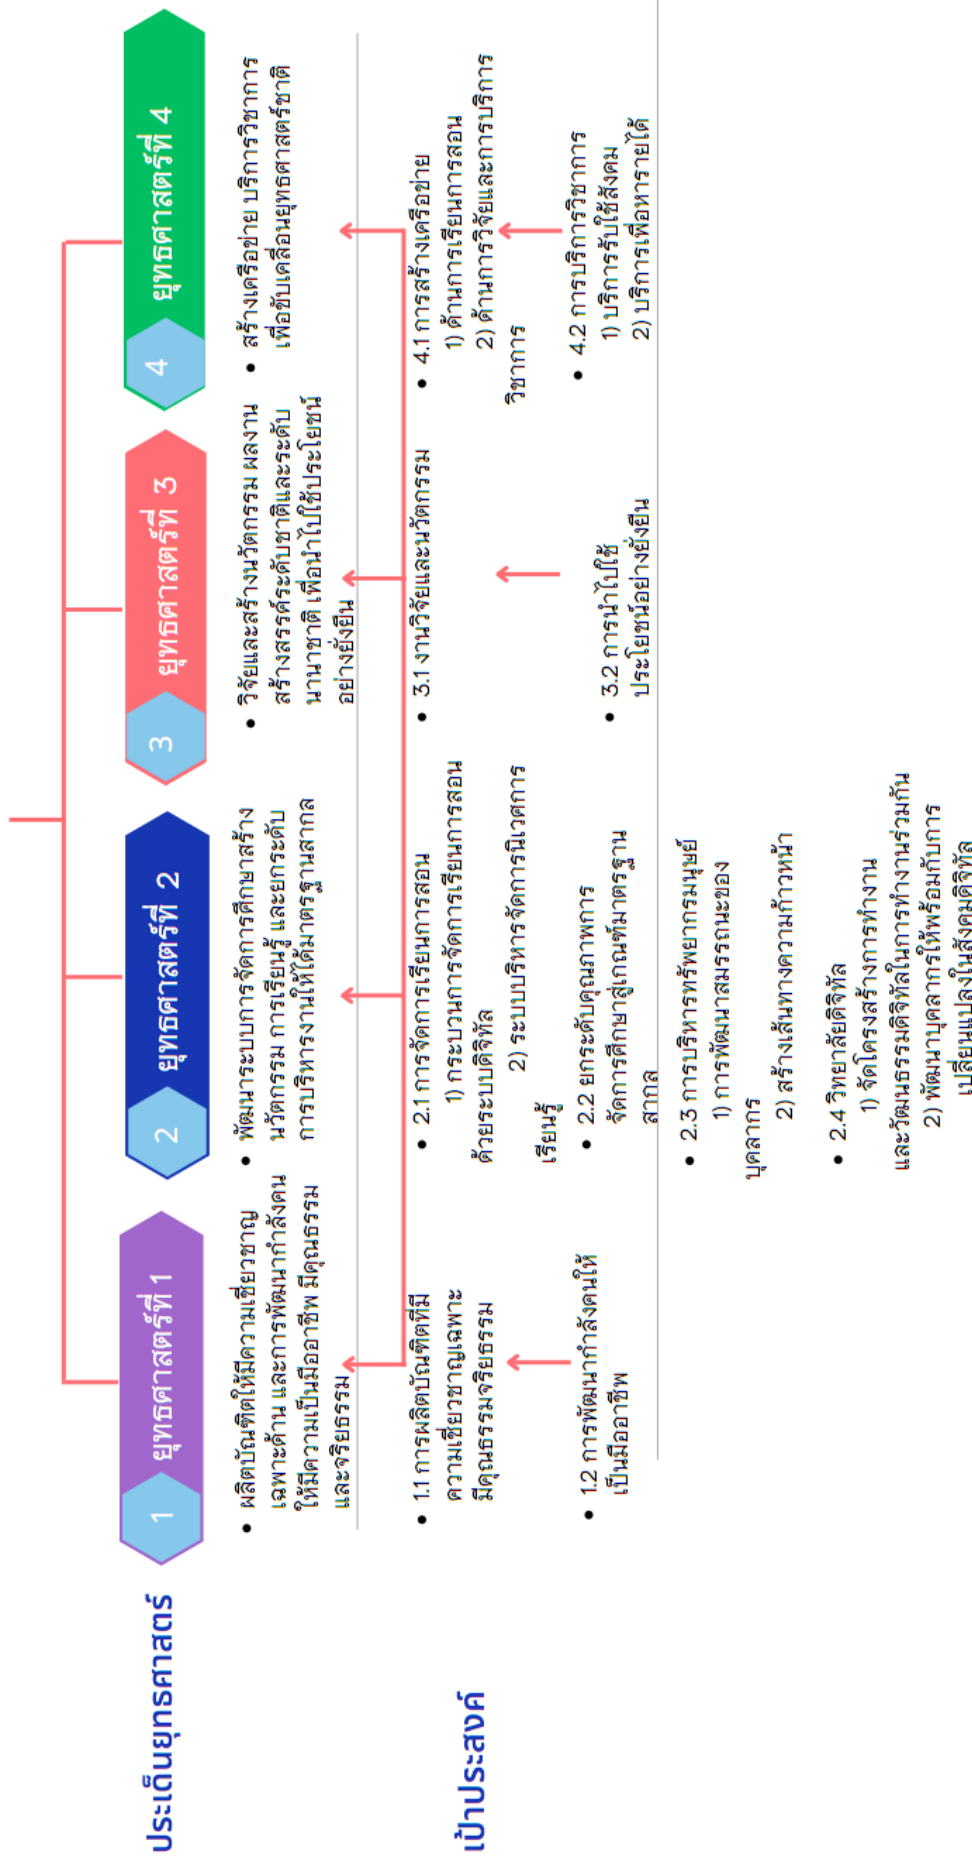 ประเด็นยุทธศาสตร์
1
ยุทธศาสตร์ที่ 1
2
ยุทธศาสตร์ที่ 2
3
ยุทธศาสตร์ที่ 3
4
ยุทธศาสตร์ที่ 4
• ผลิตบัณฑิตให้มีความเชี่ยวชาญ
เฉพาะด้าน และการพัฒนากำลังคน
ให้มีความเป็นมืออาชีพ มีคุณธรรม
และจริยธรรม
• พัฒนาระบบการจัดการศึกษาสร้าง
นวัตกรรม การเรียนรู้ และยกระดับ
การบริหารงานให้ได้มาตรฐานสากล
• วิจัยและสร้างนวัตกรรม ผลงาน
สร้างสรรค์ระดับชาติและระดับ
นานาชาติ เพื่อนำไปใช้ประโยชน์
อย่างยั่งยืน
• สร้างเครือข่าย บริการวิชาการ
เพื่อขับเคลื่อนยุทธศาสตร์ชาติ
เป้าประสงค์
• 1.1 การผลิตบัณฑิตที่มี
ความเชี่ยวชาญเฉพาะ
มีคุณธรรมจริยธรรม
• 1.2 การพัฒนากำลังคนให้
เป็นมืออาชีพ
• 2.1 การจัดการเรียนการสอน
1) กระบวนการจัดการเรียนการสอน
ด้วยระบบดิจิทัล
2) ระบบบริหารจัดการนิเวศการ
เรียนรู้
• 2.2 ยกระดับคุณภาพการ
จัดการศึกษาสู่เกณฑ์มาตรฐาน
สากล
• 2.3 การบริหารทรัพยากรมนุษย์
1) การพัฒนาสมรรถนะของ
บุคลากร
2) สร้างเส้นทางความก้าวหน้า
• 2.4 วิทยาลัยดิจิทัล
1) จัดโครงสร้างการทำงาน
และวัฒนธรรมดิจิทัลในการทำงานร่วมกัน
2) พัฒนาบุคลากรให้พร้อมกับการ
เปลี่ยนแปลงในสังคมดิจิทัล
• 3.1 งานวิจัยและนวัตกรรม
• 3.2 การนำไปใช้
ประโยชน์อย่างยั่งยืน
• 4.1 การสร้างเครือข่าย
1) ด้านการเรียนการสอน
2) ด้านการวิจัยและการบริการ
วิชาการ
• 4.2 การบริการวิชาการ
1) บริการรับใช้สังคม
2) บริการเพื่อหารายได้